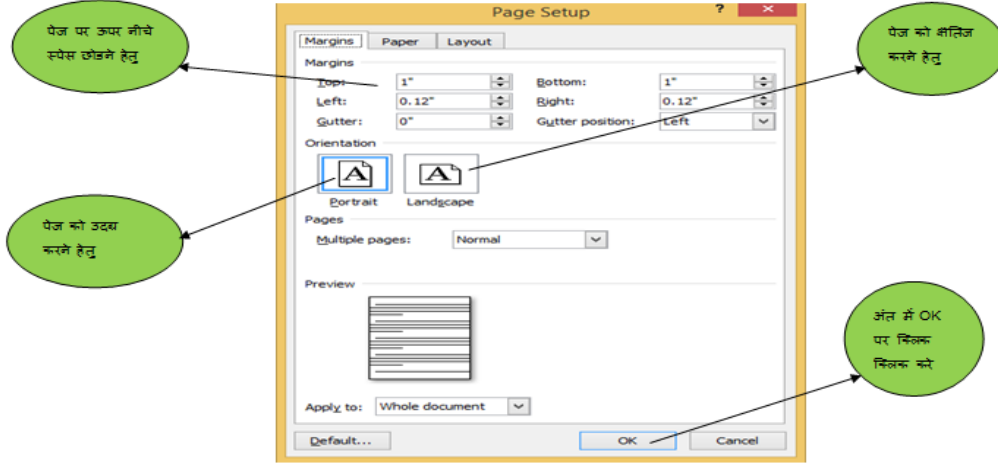 Page Setup ?
पेज पर ऊपर नीचे
स्पेस छोडने हेतु
पेज को क्षैतिज
करने हेतु
Margins Paper Layout
Margins
Top: 1" Bottom: 1"
Left: 0.12" Right: 0.12"
Gutter: 0" Gutter position: Left
Orientation
A A
Portrait Landscape
पेज को उदग्र
करने हेतु
Pages
Multiple pages: Normal
Preview
अंत में OK
पर क्लिक
क्लिक करे
Apply to: Whole document
Default... OK Cancel